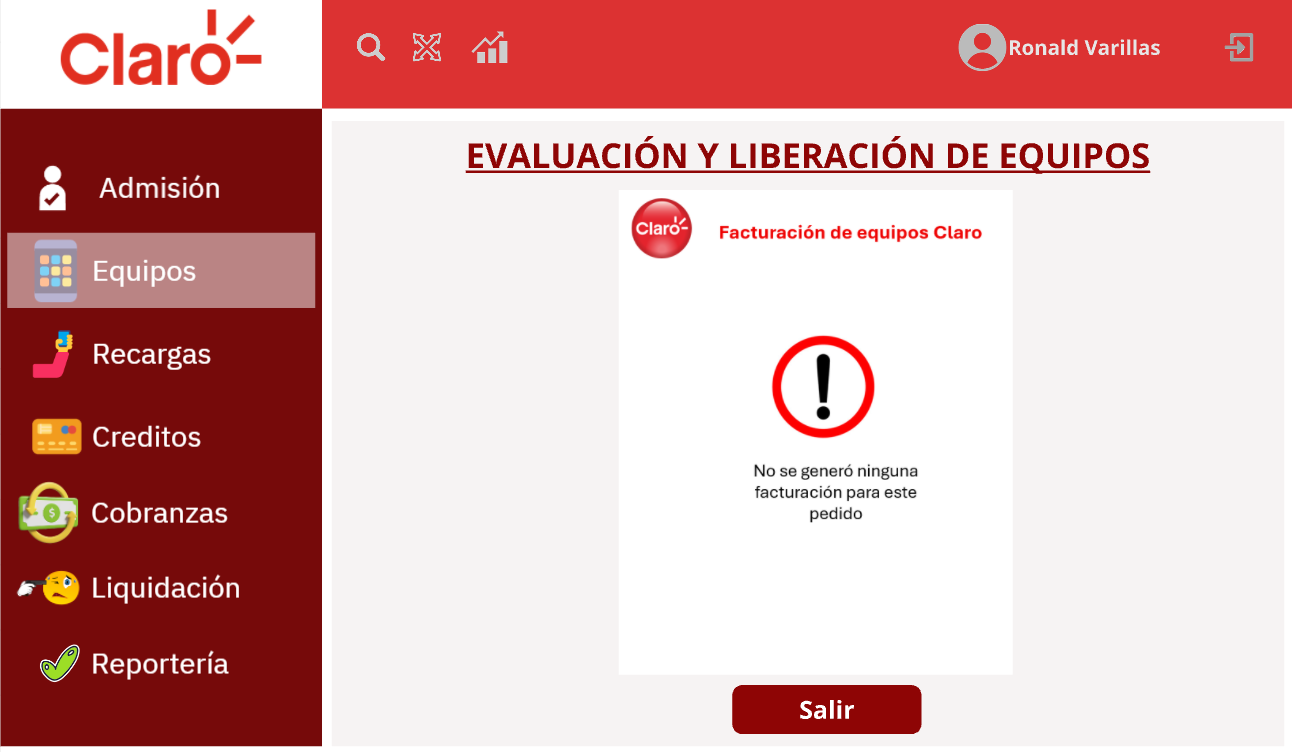 Claro
Ronald Varillas
Admisión
Equipos
Recargas
Creditos
Cobranzas
Liquidación
Reportería
EVALUACIÓN Y LIBERACIÓN DE EQUIPOS
Claro
Facturación de equipos Claro
No se generó ninguna
facturación para este
pedido
Salir